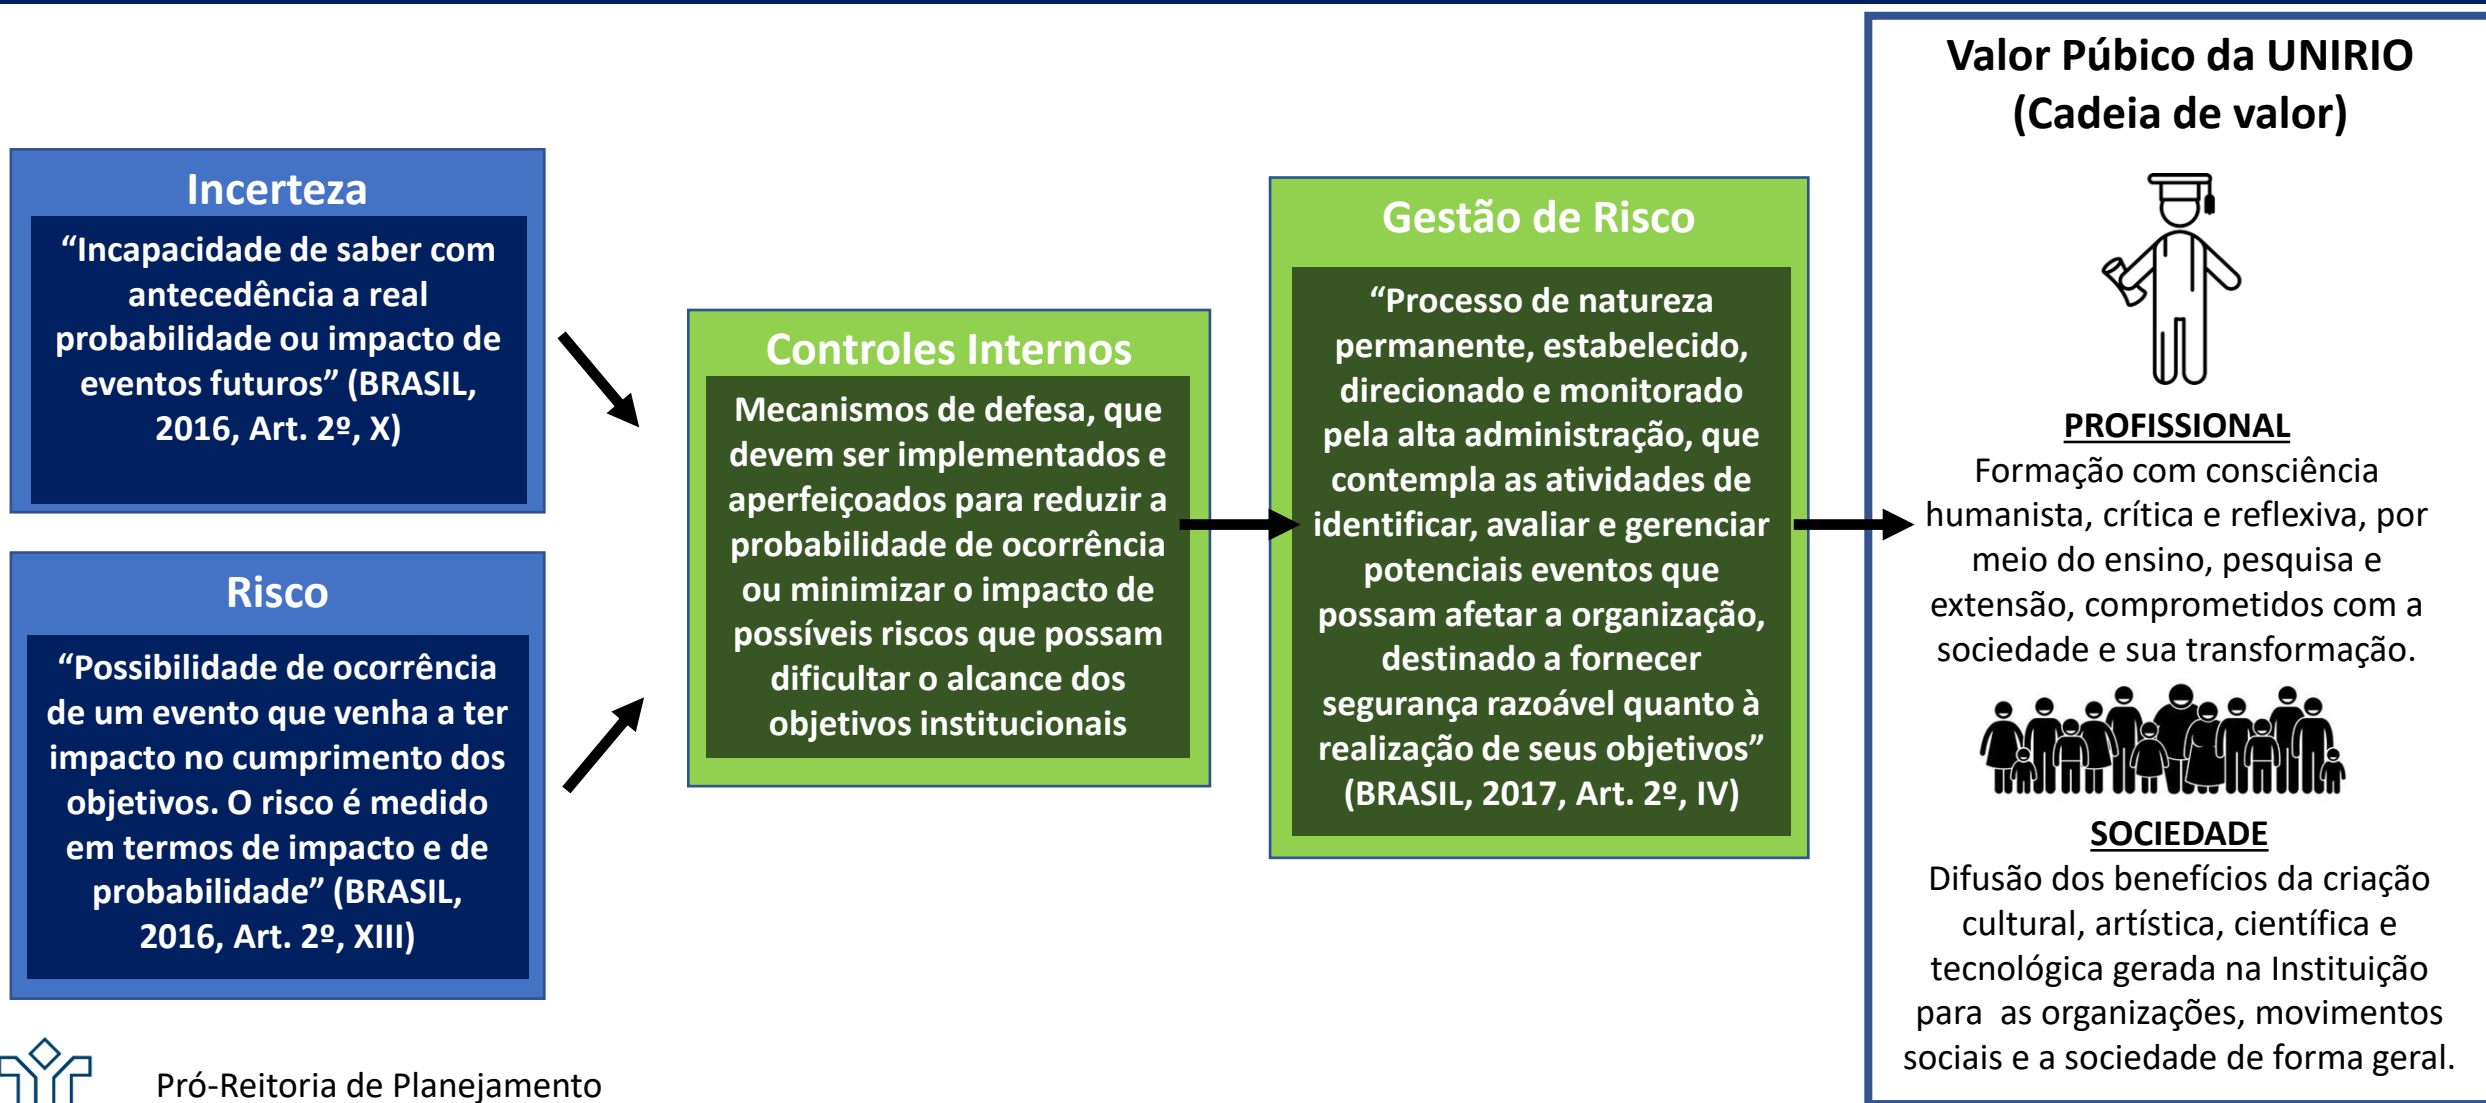 Incerteza
“Incapacidade de saber com
antecedência a real
probabilidade ou impacto de
eventos futuros” (BRASIL,
2016, Art. 2º, X)
Risco
“Possibilidade de ocorrência
de um evento que venha a ter
impacto no cumprimento dos
objetivos. O risco é medido
em termos de impacto e de
probabilidade” (BRASIL,
2016, Art. 2º, XIII)
Controles Internos
Mecanismos de defesa, que
devem ser implementados e
aperfeiçoados para reduzir a
probabilidade de ocorrência
ou minimizar o impacto de
possíveis riscos que possam
dificultar o alcance dos
objetivos institucionais
Gestão de Risco
“Processo de natureza
permanente, estabelecido,
direcionado e monitorado
pela alta administração, que
contempla as atividades de
identificar, avaliar e gerenciar
potenciais eventos que
possam afetar a organização,
destinado a fornecer
segurança razoável quanto à
realização de seus objetivos”
(BRASIL, 2017, Art. 2º, IV)
Valor Púbico da UNIRIO
(Cadeia de valor)
PROFISSIONAL
Formação com consciência
humanista, crítica e reflexiva, por
meio do ensino, pesquisa e
extensão, comprometidos com a
sociedade e sua transformação.
SOCIEDADE
Difusão dos benefícios da criação
cultural, artística, científica e
tecnológica gerada na Instituição
para as organizações, movimentos
sociais e a sociedade de forma geral.
Pró-Reitoria de Planejamento